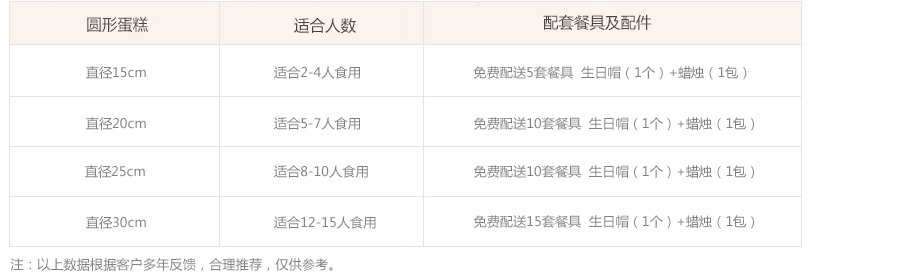 圆形蛋糕 适合人数 配套餐具及配件
直径15cm 适合2-4人食用 免费配送5套餐具 生日帽（1个）+蜡烛（1包）
直径20cm 适合5-7人食用 免费配送10套餐具 生日帽（1个）+蜡烛（1包）
直径25cm 适合8-10人食用 免费配送10套餐具 生日帽（1个）+蜡烛（1包）
直径30cm 适合12-15人食用 免费配送15套餐具 生日帽（1个）+蜡烛（1包）
注：以上数据根据客户多年反馈，合理推荐，仅供参考。